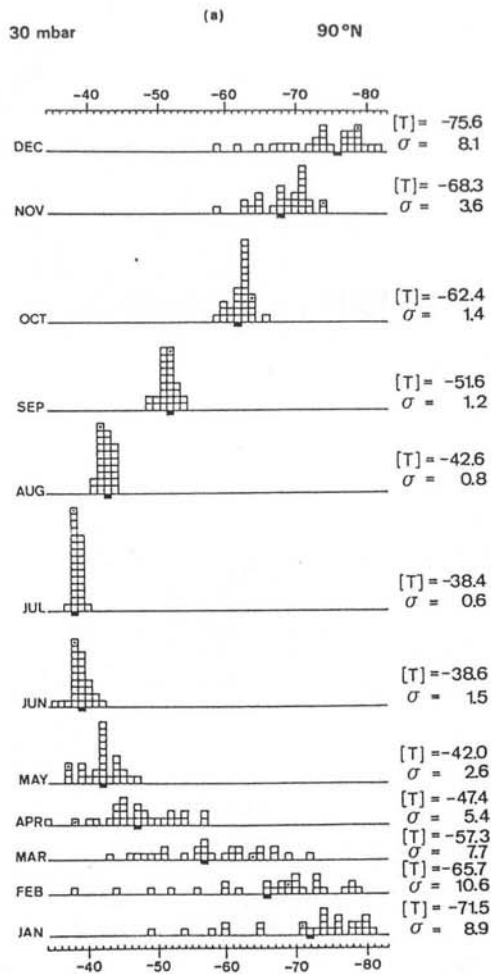 (a)
30 mbar 90°N
-40 -50 -60 -70 -80
DEC [T] = -75.6
σ = 8.1
NOV [T] = -68.3
σ = 3.6
OCT [T] = -62.4
σ = 1.4
SEP [T] = -51.6
σ = 1.2
AUG [T] = -42.6
σ = 0.8
JUL [T] = -38.4
σ = 0.6
JUN [T] = -38.6
σ = 1.5
MAY [T] = -42.0
σ = 2.6
APR [T] = -47.4
σ = 5.4
MAR [T] = -57.3
σ = 7.7
FEB [T] = -65.7
σ = 10.6
JAN [T] = -71.5
σ = 8.9
-40 -50 -60 -70 -80